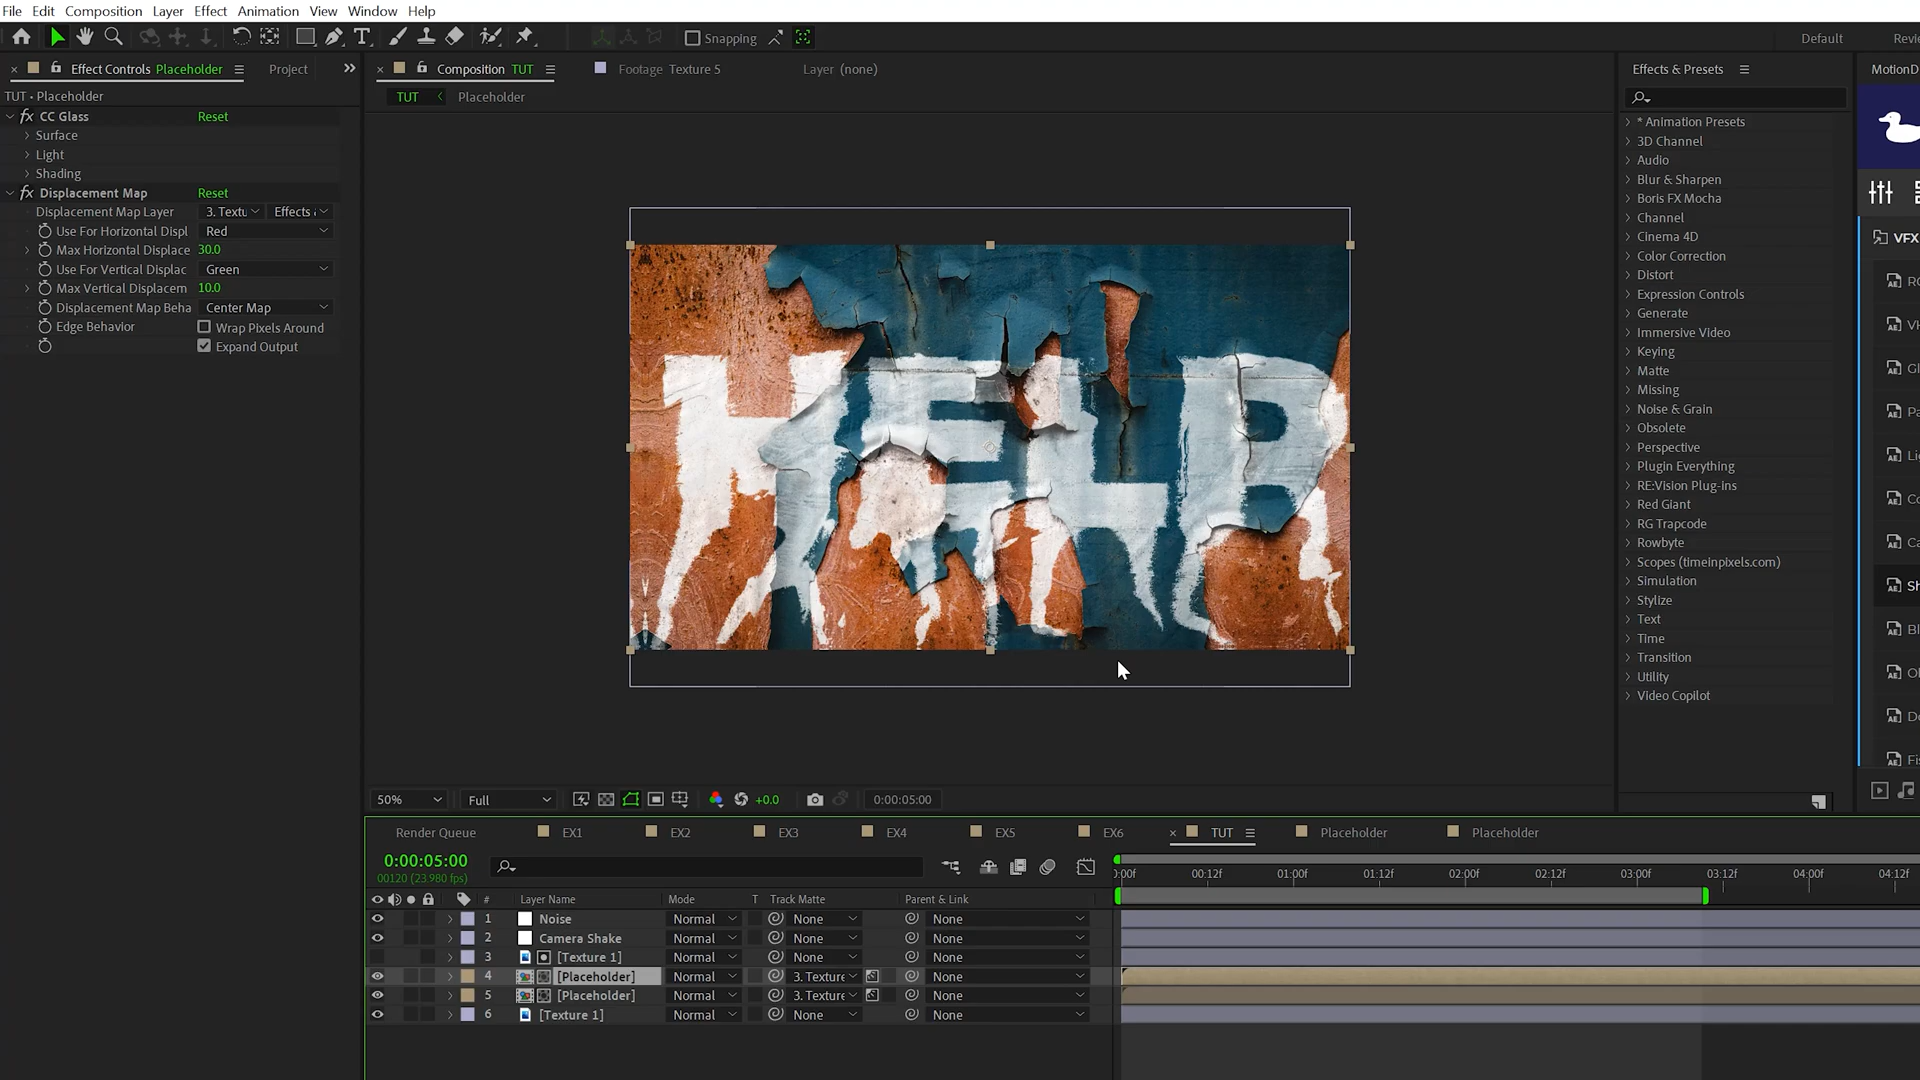 File Edit Composition Layer Effect Animation View Window Help
Snapping Default
Effect Controls Placeholder Project Composition TUT Footage Texture 5 Layer (none) Effects & Presets
TUT • Placeholder TUT Placeholder
fx CC Glass Reset
Surface
Light
Shading
fx Displacement Map Reset
Displacement Map Layer 3. Textu Effects
Use For Horizontal Displ Red
Max Horizontal Displace 30.0
Use For Vertical Displac Green
Max Vertical Displacem 10.0
Displacement Map Beha Center Map
Edge Behavior Wrap Pixels Around
Expand Output
HELP
* Animation Presets
3D Channel
Audio
Blur & Sharpen
Boris FX Mocha
Channel
Cinema 4D
Color Correction
Distort
Expression Controls
Generate
Immersive Video
Keying
Matte
Missing
Noise & Grain
Obsolete
Perspective
Plugin Everything
RE:Vision Plug-ins
Red Giant
RG Trapcode
Rowbyte
Scopes (timeinpixels.com)
Simulation
Stylize
Text
Time
Transition
Utility
Video Copilot
MotionD
VFX
50% Full +0.0 0:00:05:00
Render Queue EX1 EX2 EX3 EX4 EX5 EX6 TUT Placeholder Placeholder
0:00:05:00
00120 (23.980 fps)
:00f 00:12f 01:00f 01:12f 02:00f 02:12f 03:00f 03:12f 04:00f 04:12f
# Layer Name Mode T Track Matte Parent & Link
1 Noise Normal None None
2 Camera Shake Normal None None
3 [Texture 1] Normal None None
4 [Placeholder] Normal 3. Texture None
5 [Placeholder] Normal 3. Texture None
6 [Texture 1] Normal None None